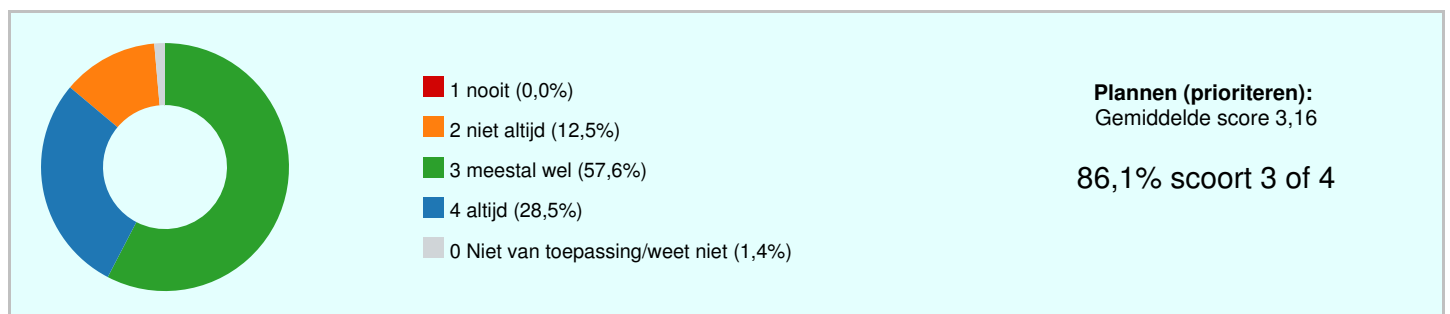 1 nooit (0,0%)
2 niet altijd (12,5%)
3 meestal wel (57,6%)
4 altijd (28,5%)
0 Niet van toepassing/weet niet (1,4%)
Plannen (prioriteren):
Gemiddelde score 3,16
86,1% scoort 3 of 4